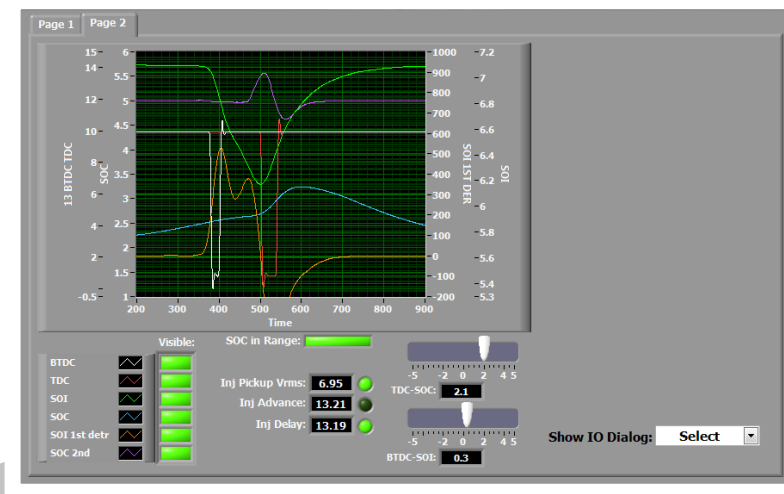 Page 1 Page 2
15 6 1000 7.2
14 5.5 900 7
12 5 800 6.8
4.5 700
10 600 6.6
4 500
8 3.5 400 6.4
6 3 300 6.2
2.5 200 6
4 100 5.8
2 2 0 5.6
1.5 -100 5.4
-0.5 1 -200 5.3
13 BTDC TDC
SOC
SOI 1ST DER
SOI
200 300 400 500 600 700 800 900
Time
Visible:
SOC in Range:
BTDC
TDC
SOI
SOC
SOI 1st detr
SOC 2nd
Inj Pickup Vrms: 6.95
Inj Advance: 13.21
Inj Delay: 13.19
-5 -2 0 2 4 5
TDC-SOC: 2.1
-5 -2 0 2 4 5
BTDC-SOI: 0.3
Show IO Dialog: Select